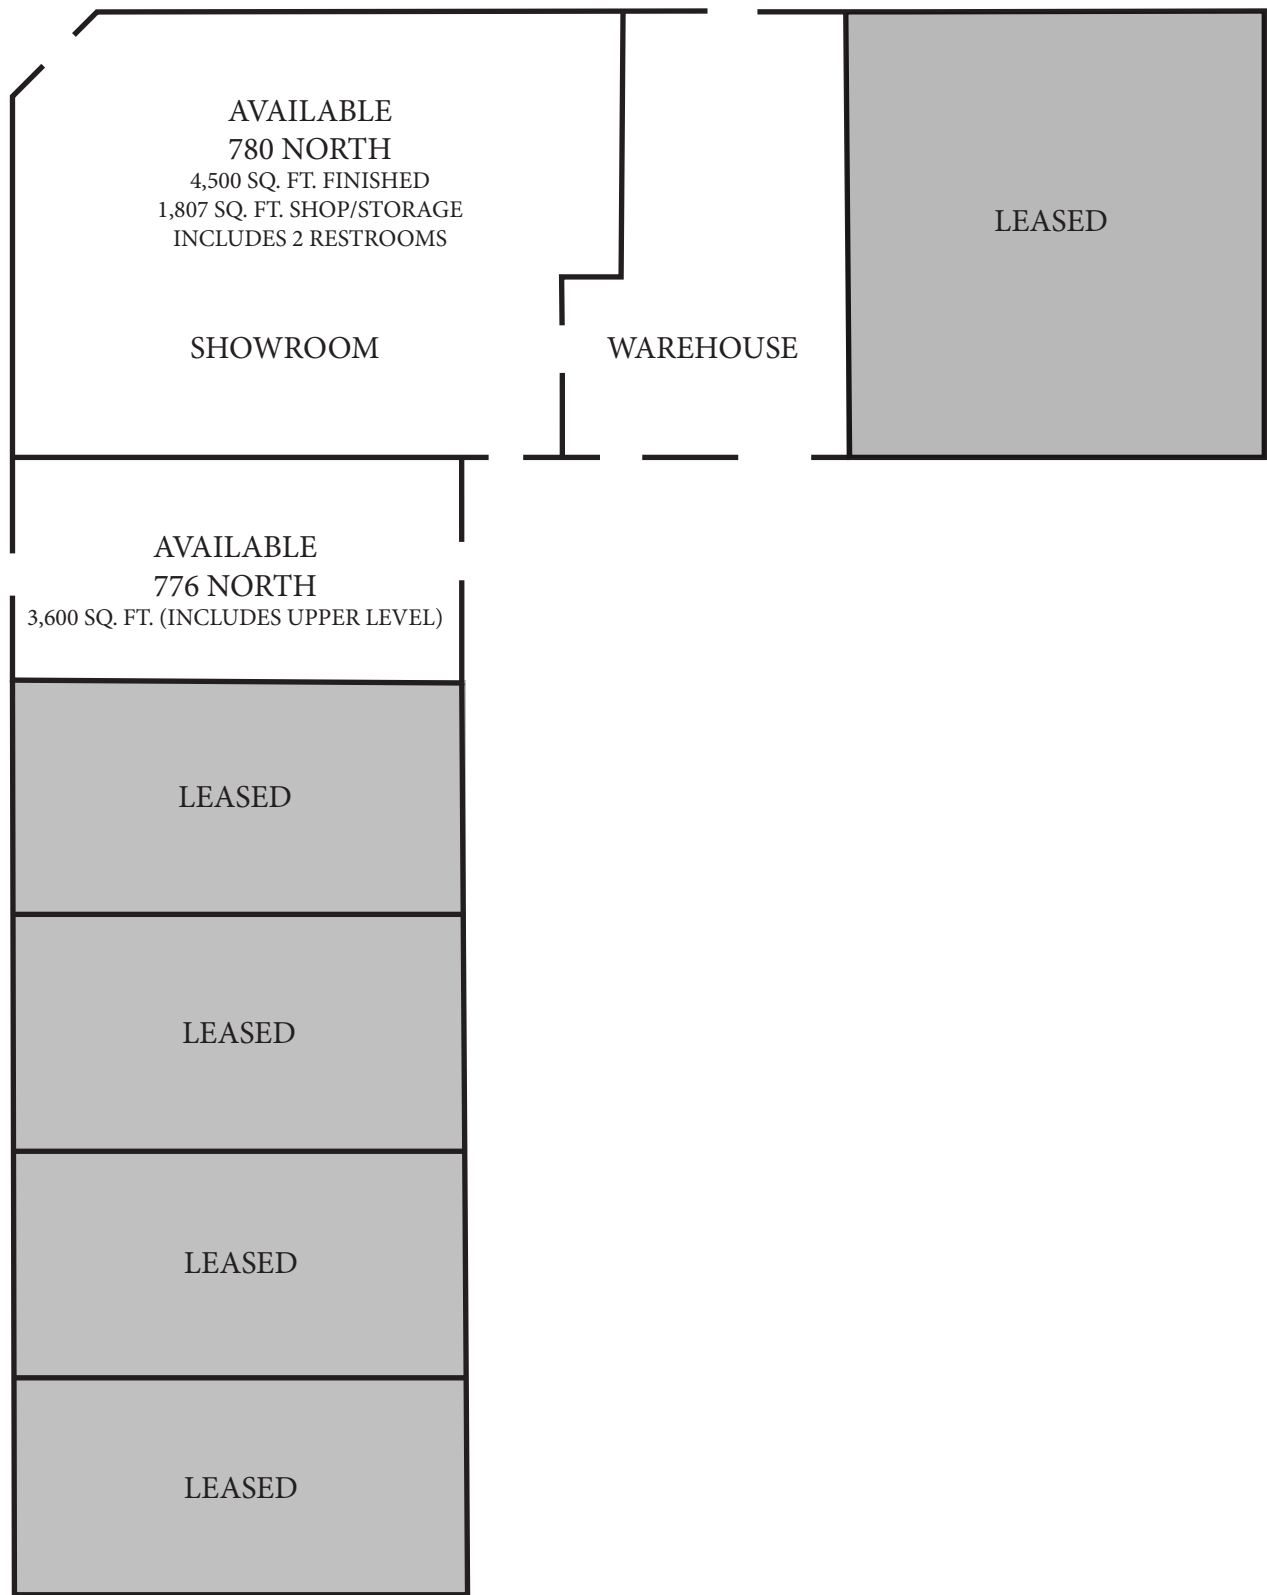 AVAILABLE
780 NORTH
4,500 SQ. FT. FINISHED
1,807 SQ. FT. SHOP/STORAGE
INCLUDES 2 RESTROOMS
LEASED
SHOWROOM
WAREHOUSE
AVAILABLE
776 NORTH
3,600 SQ. FT. (INCLUDES UPPER LEVEL)
LEASED
LEASED
LEASED
LEASED